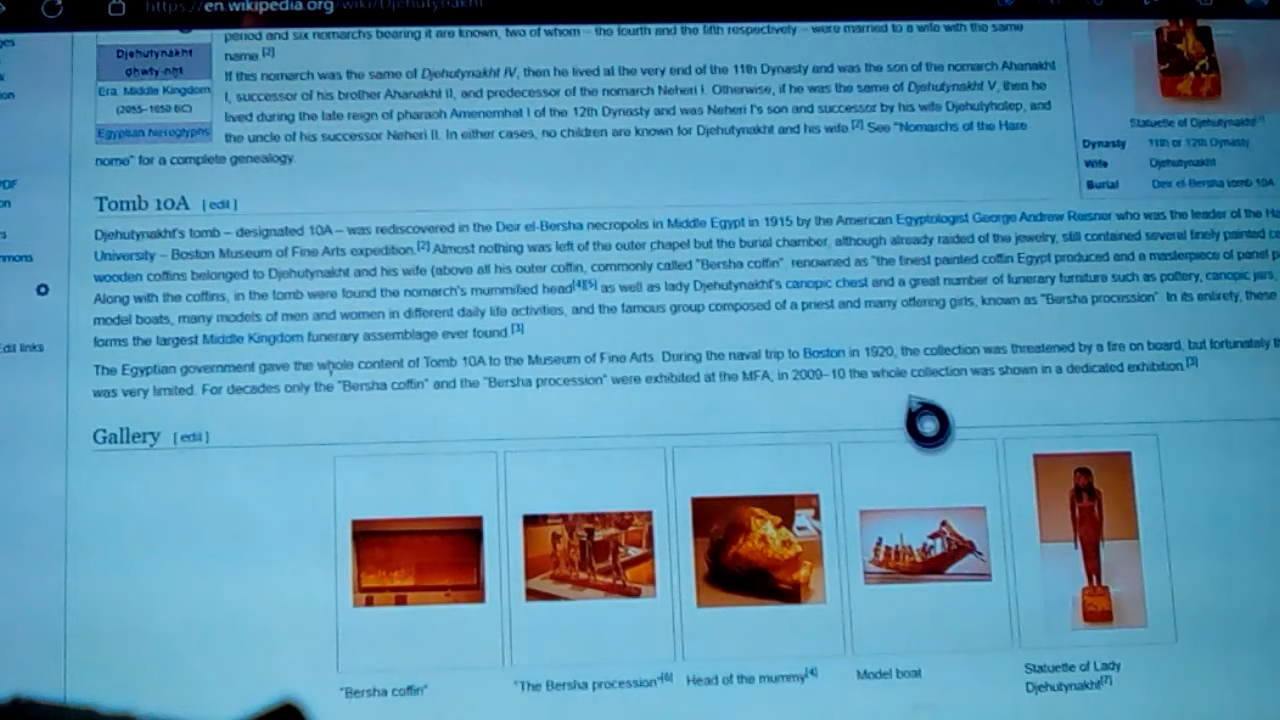 https://en.wikipedia.org/wiki/Djehutynakht
period and six nomarchs bearing it are known, two of whom – the fourth and the fifth respectively – were married to a wife with the same
name.[2]
Djehutynakht
ḏḥwty-nḫt
Era: Middle Kingdom
(2055–1650 BC)
Egyptian hieroglyphs
If this nomarch was the same of Djehutynakht IV, then he lived at the very end of the 11th Dynasty and was the son of the nomarch Ahanakht
I, successor of his brother Ahanakht II, and predecessor of the nomarch Neheri I. Otherwise, if he was the same of Djehutynakht V, then he
lived during the late reign of pharaoh Amenemhat I of the 12th Dynasty and was Neheri I's son and successor by his wife Djehutyhotep, and
the uncle of his successor Neheri II. In either cases, no children are known for Djehutynakht and his wife.[2] See "Nomarchs of the Hare
nome" for a complete genealogy.
Statuette of Djehutynakht[1]
Dynasty 11th or 12th Dynasty
Wife Djehutynakht
Burial Deir el-Bersha tomb 10A
Tomb 10A [ edit ]
Djehutynakht's tomb – designated 10A – was rediscovered in the Deir el-Bersha necropolis in Middle Egypt in 1915 by the American Egyptologist George Andrew Reisner who was the leader of the
University – Boston Museum of Fine Arts expedition.[2] Almost nothing was left of the outer chapel but the burial chamber, although already raided of the jewelry, still contained several finely painted
wooden coffins belonged to Djehutynakht and his wife (above all his outer coffin, commonly called "Bersha coffin", renowned as "the finest painted coffin Egypt produced and a masterpiece of panel
Along with the coffins, in the tomb were found the nomarch's mummified head[4][5] as well as lady Djehutynakht's canopic chest and a great number of funerary furniture such as pottery, canopic jars,
model boats, many models of men and women in different daily life activities, and the famous group composed of a priest and many offering girls, known as "Bersha procession". In its entirety, these
forms the largest Middle Kingdom funerary assemblage ever found.[3]
The Egyptian government gave the whole content of Tomb 10A to the Museum of Fine Arts. During the naval trip to Boston in 1920, the collection was threatened by a fire on board, but fortunately
was very limited. For decades only the "Bersha coffin" and the "Bersha procession" were exhibited at the MFA, in 2009–10 the whole collection was shown in a dedicated exhibition.[3]
Edit links
Gallery [ edit ]
"Bersha coffin"
"The Bersha procession"[6]
Head of the mummy[4]
Model boat
Statuette of Lady
Djehutynakht[7]